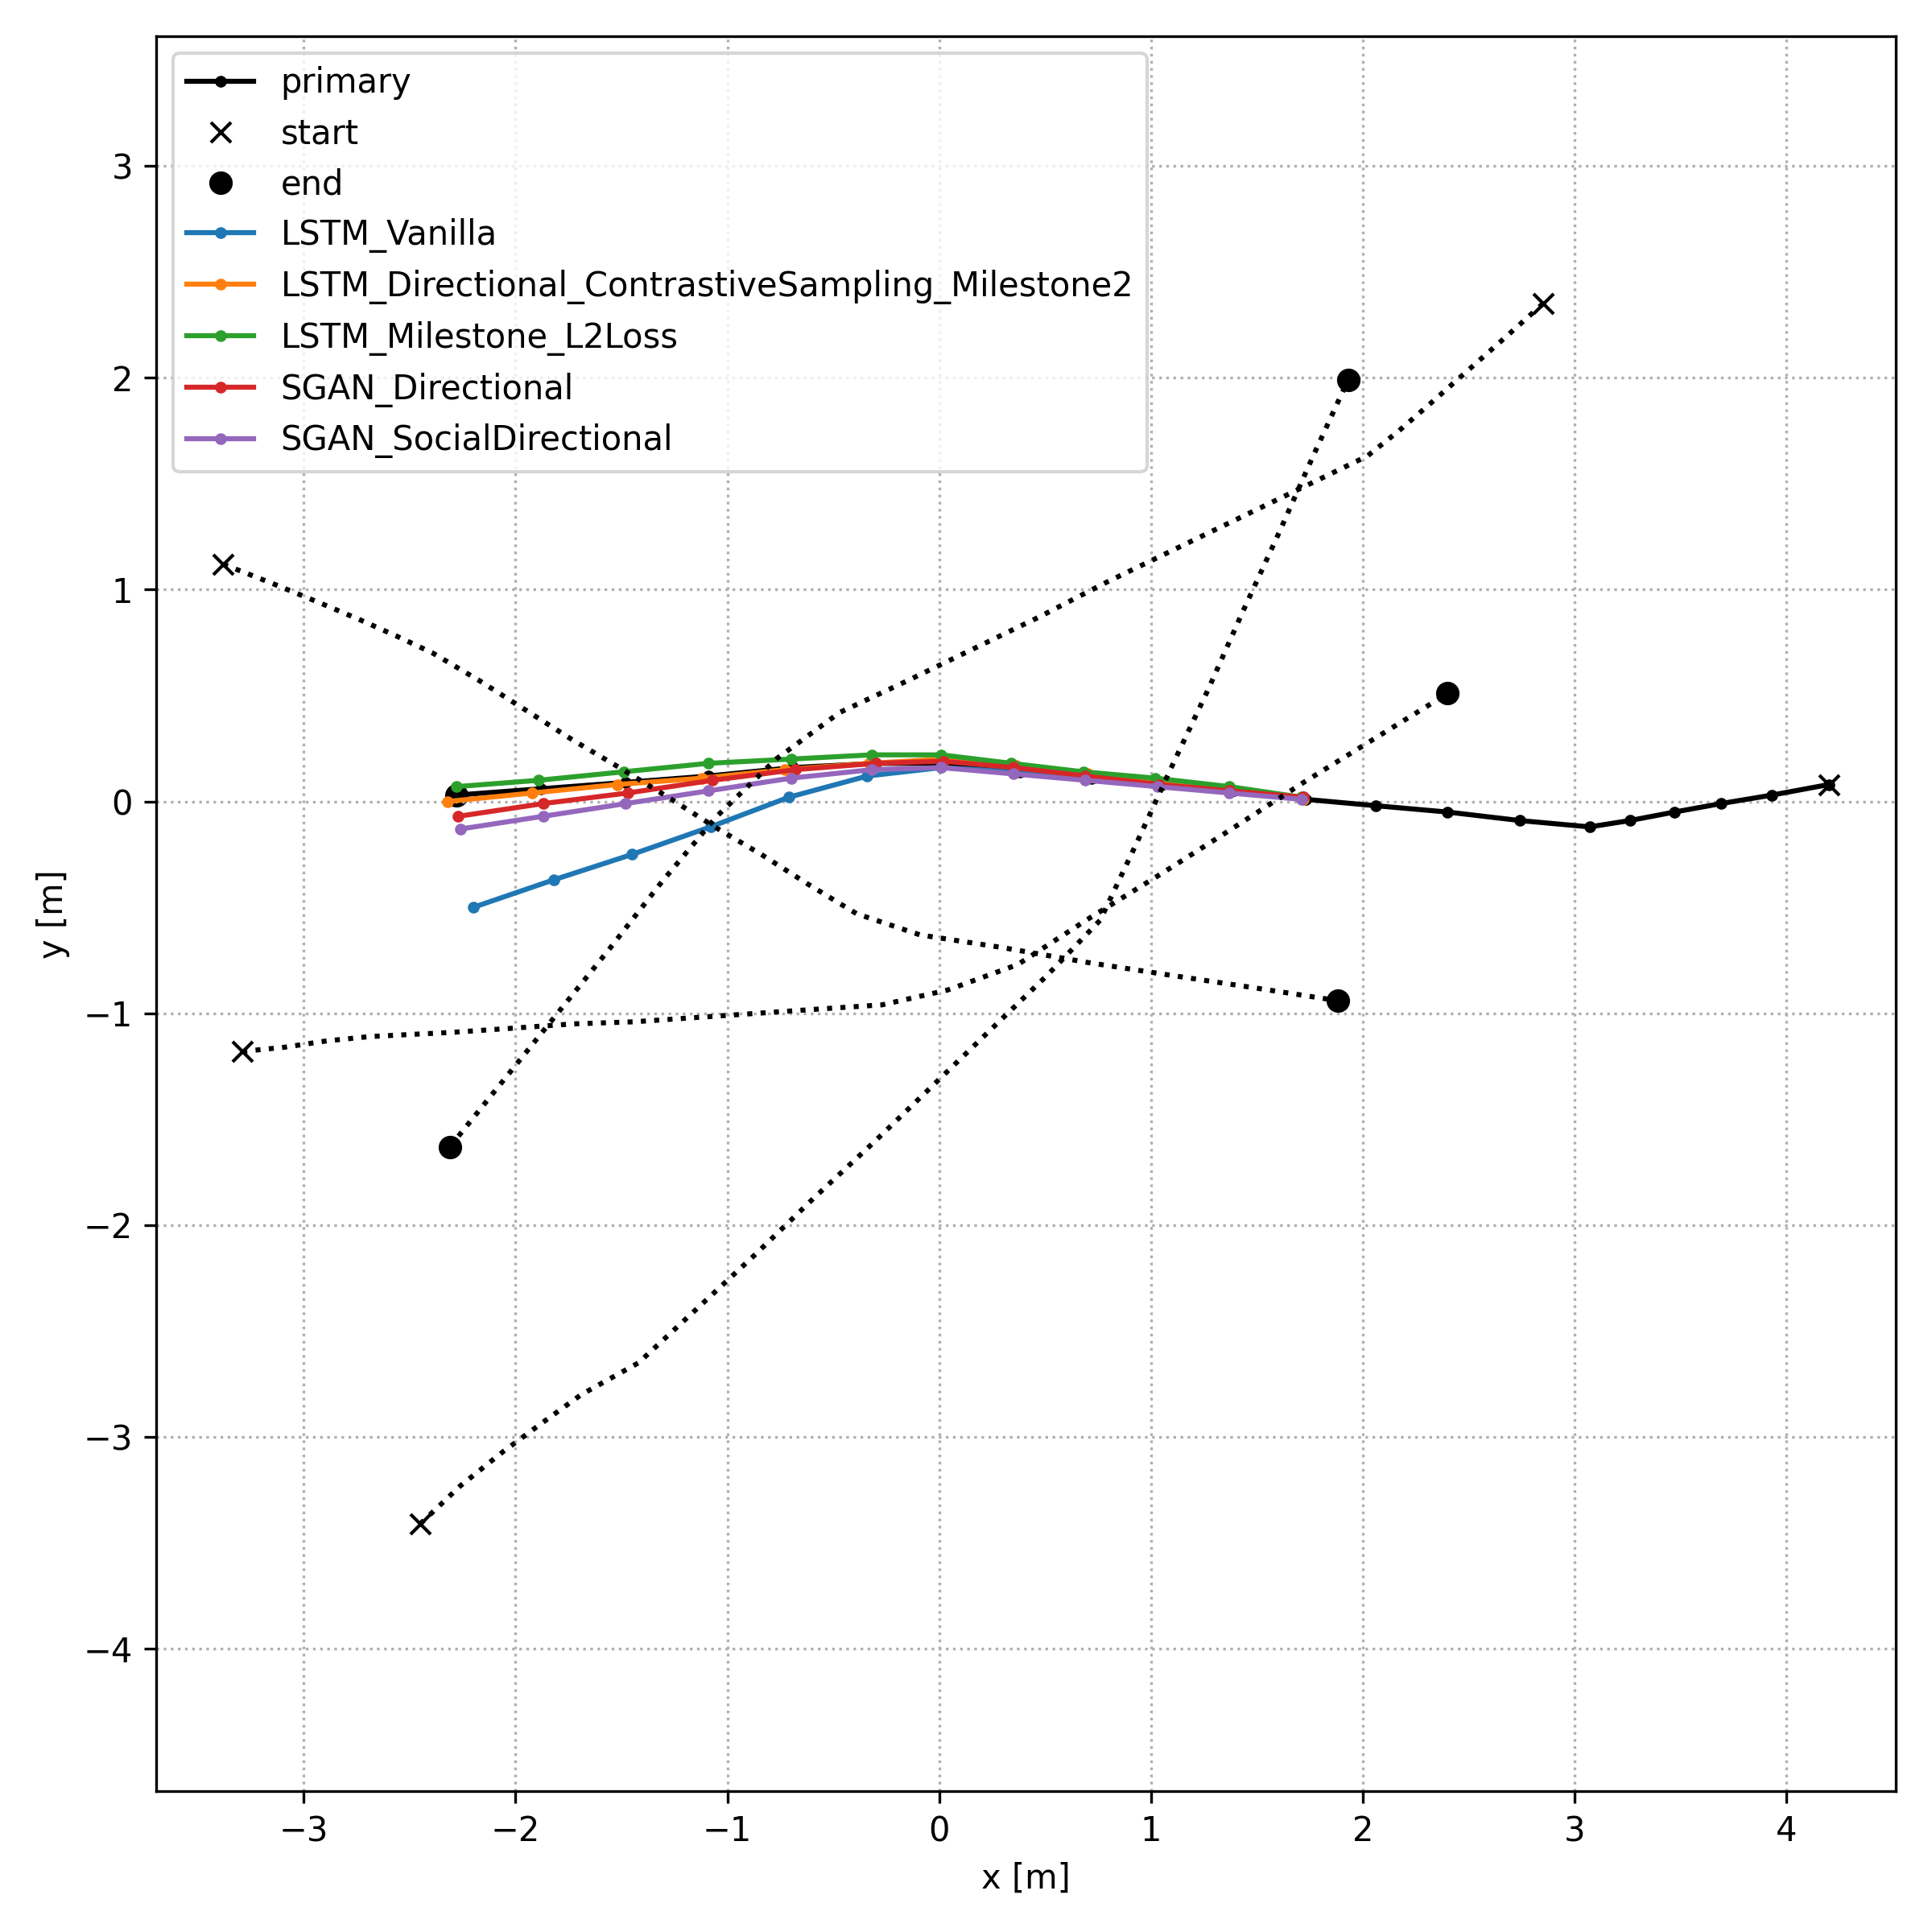 primary
start
end
LSTM_Vanilla
LSTM_Directional_ContrastiveSampling_Milestone2
LSTM_Milestone_L2Loss
SGAN_Directional
SGAN_SocialDirectional
3
2
1
0
−1
−2
−3
−4
y [m]
−3 −2 −1 0 1 2 3 4
x [m]